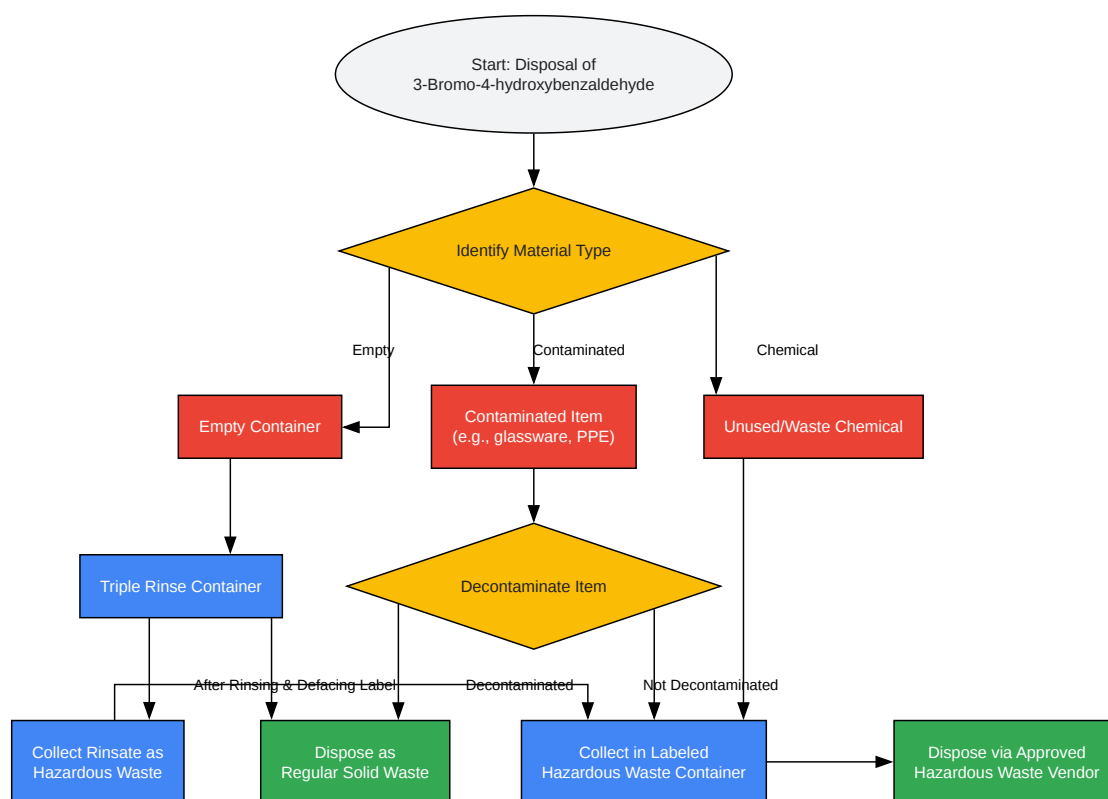 Start: Disposal of
3-Bromo-4-hydroxybenzaldehyde
Identify Material Type
Empty
Contaminated
Chemical
Empty Container
Contaminated Item
(e.g., glassware, PPE)
Unused/Waste Chemical
Triple Rinse Container
Decontaminate Item
After Rinsing & Defacing Label
Decontaminated
Not Decontaminated
Collect Rinsate as
Hazardous Waste
Dispose as
Regular Solid Waste
Collect in Labeled
Hazardous Waste Container
Dispose via Approved
Hazardous Waste Vendor